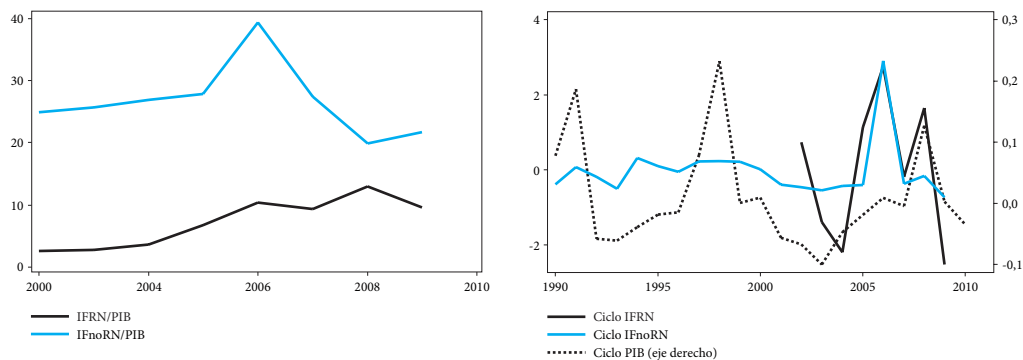 40
30
20
10
0
2000 2004 2006 2008 2010
IFRN/PIB
IFnoRN/PIB
4
2
0
-2
0,3
0,2
0,1
0,0
-0,1
1990 1995 2000 2005 2010
Ciclo IFRN
Ciclo IFnoRN
Ciclo PIB (eje derecho)